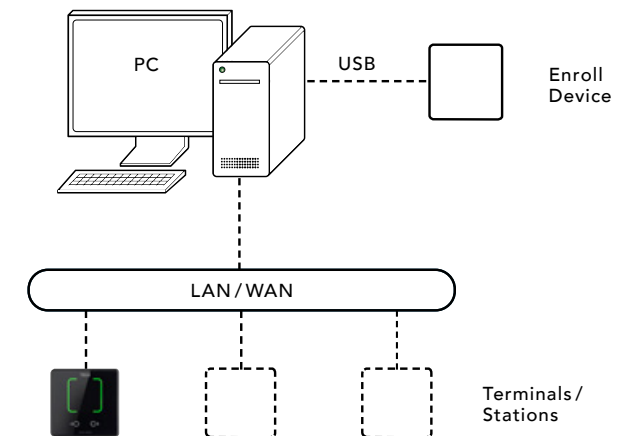 PC
USB
Enroll
Device
LAN/WAN
Terminals/
Stations